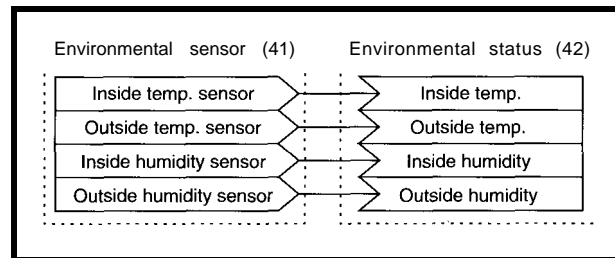 Environmental sensor (41)
Environmental status (42)
Inside temp. sensor
Inside temp.
Outside temp. sensor
Outside temp.
Inside humidity sensor
Inside humidity
Outside humidity sensor
Outside humidity